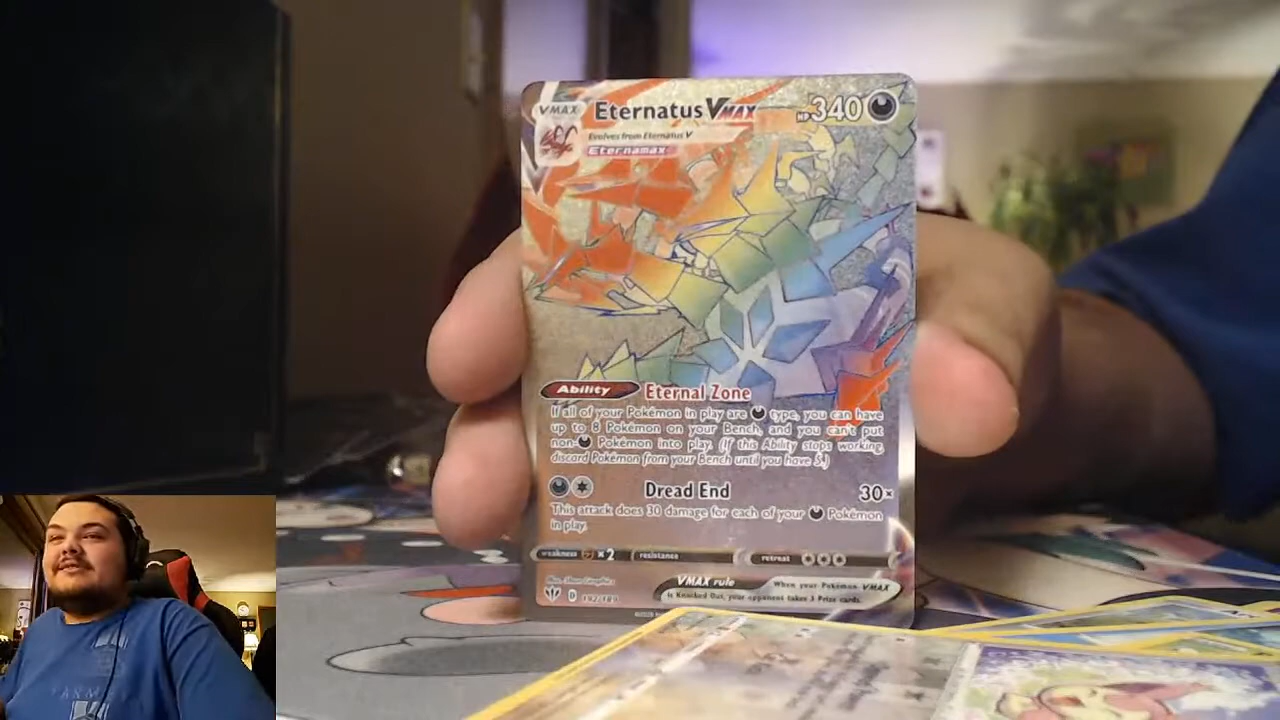 VMAX Eternatus VMAX HP 340
Evolves from Eternatus V
Eternamax
Ability Eternal Zone
If all of your Pokémon in play are type, you can have
up to 8 Pokémon on your Bench, and you can't put
non- Pokémon into play. (If this Ability stops working,
discard Pokémon from your Bench until you have 5.)
Dread End 30×
This attack does 30 damage for each of your Pokémon
in play.
weakness ×2 resistance retreat
VMAX rule When your Pokémon VMAX
is Knocked Out, your opponent takes 3 Prize cards.
D 192/189